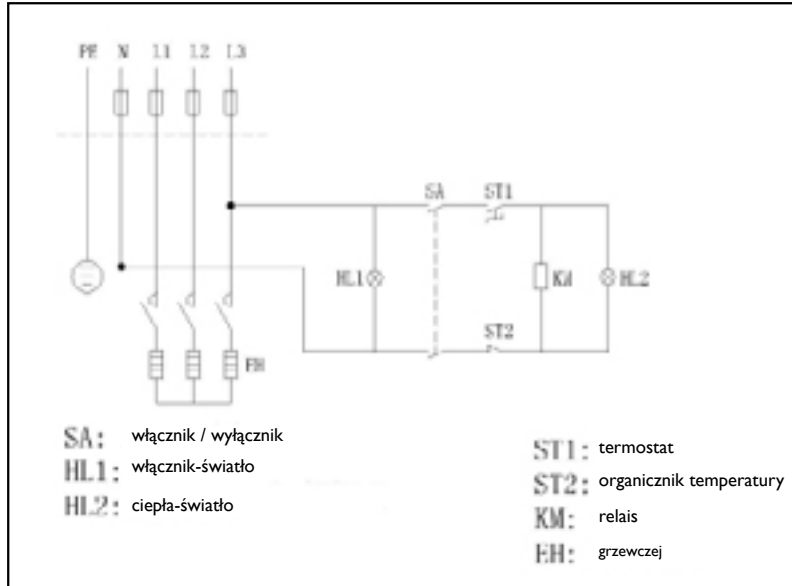 PE N L1 L2 L3
SA ST1
HL1 KM HL2
ST2
EH
SA: włącznik / wyłącznik
HL1: włącznik-światło
HL2: ciepła-światło
ST1: termostat
ST2: organicznik temperatury
KM: relais
EH: grzewczej